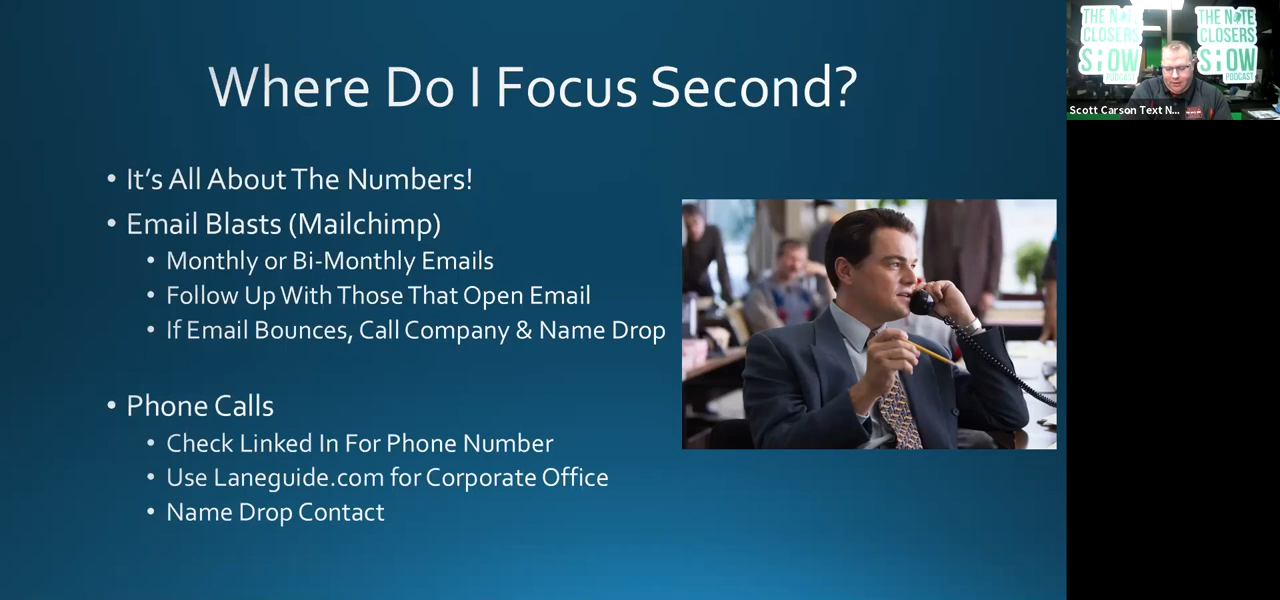 Where Do I Focus Second?
• It's All About The Numbers!
• Email Blasts (Mailchimp)
• Monthly or Bi-Monthly Emails
• Follow Up With Those That Open Email
• If Email Bounces, Call Company & Name Drop
• Phone Calls
• Check Linked In For Phone Number
• Use Laneguide.com for Corporate Office
• Name Drop Contact
THE NOTE
CLOSERS
SHOW
PODCAST
THE NOTE
CLOSERS
SHOW
PODCAST
Scott Carson Text N...